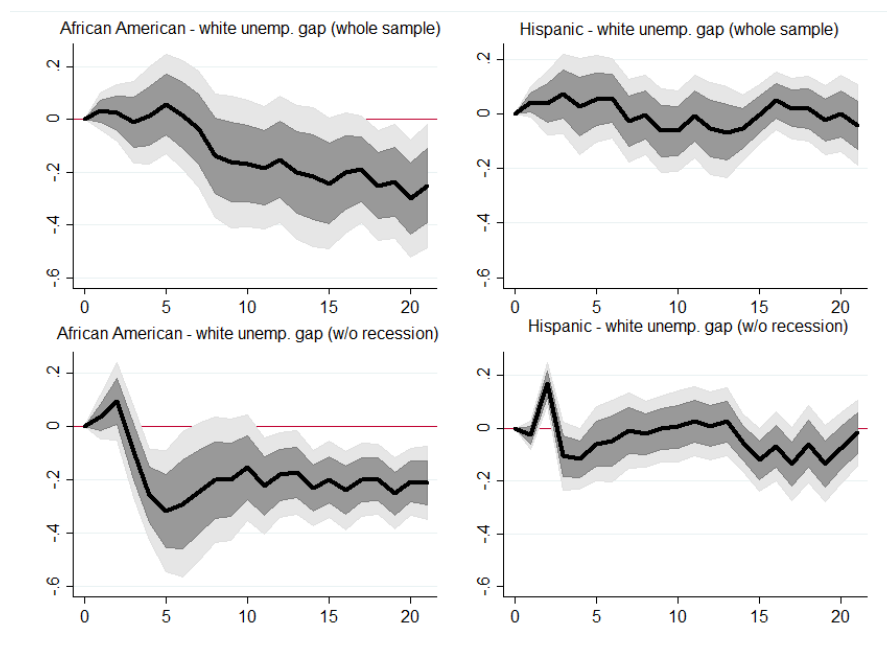 African American - white unemp. gap (whole sample)
Hispanic - white unemp. gap (whole sample)
.2
0
-.2
-.4
-.6
0 5 10 15 20
.2
0
-.2
-.4
-.6
0 5 10 15 20
African American - white unemp. gap (w/o recession)
Hispanic - white unemp. gap (w/o recession)
.2
0
-.2
-.4
-.6
0 5 10 15 20
.2
0
-.2
-.4
-.6
0 5 10 15 20